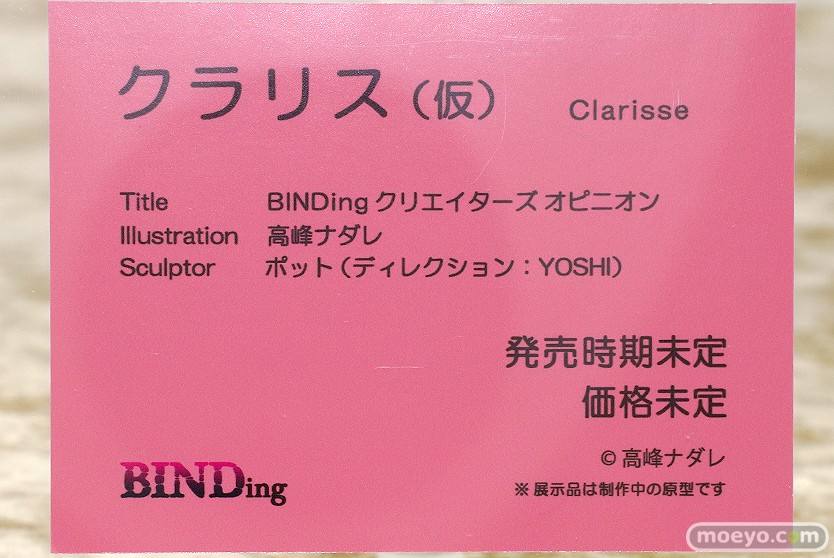 クラリス（仮） Clarisse
Title BINDing クリエイターズ オピニオン
Illustration 高峰ナダレ
Sculptor ポット（ディレクション：YOSHI）
発売時期未定
価格未定
© 高峰ナダレ
BINDing
※ 展示品は制作中の原型です
moeyo.com